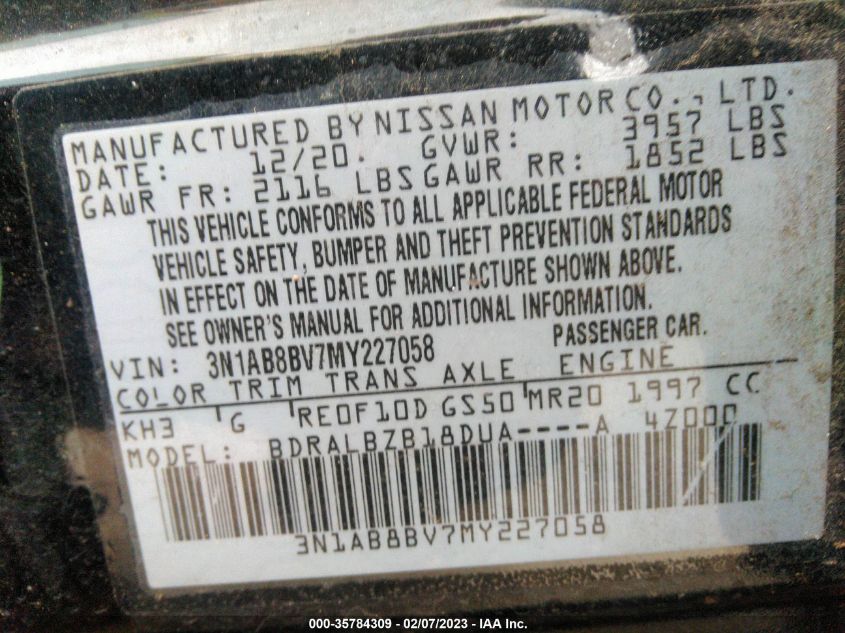 MANUFACTURED BY NISSAN MOTOR CO., LTD.
DATE: 12/20. GVWR: 3957 LBS
GAWR FR: 2116 LBS GAWR RR: 1852 LBS
THIS VEHICLE CONFORMS TO ALL APPLICABLE FEDERAL MOTOR
VEHICLE SAFETY, BUMPER AND THEFT PREVENTION STANDARDS
IN EFFECT ON THE DATE OF MANUFACTURE SHOWN ABOVE.
SEE OWNER'S MANUAL FOR ADDITIONAL INFORMATION.
VIN: 3N1AB8BV7MY227058 PASSENGER CAR.
COLOR TRIM TRANS AXLE ENGINE
KH3 G RE0F10D GS50 MR20 1997 CC
MODEL: BDRALBZB18DUA----A 4Z000
3N1AB8BV7MY227058
000-35784309 - 02/07/2023 - IAA Inc.